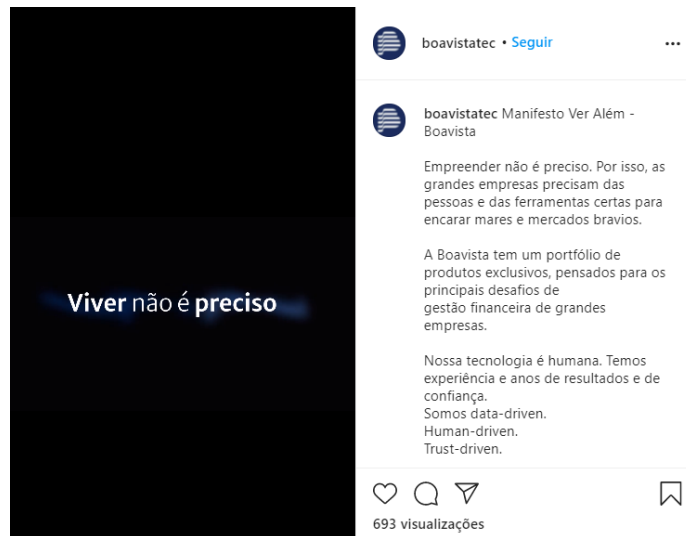 Viver não é preciso
boavistatec • Seguir
boavistatec Manifesto Ver Além -
Boavista
Empreender não é preciso. Por isso, as
grandes empresas precisam das
pessoas e das ferramentas certas para
encarar mares e mercados bravios.
A Boavista tem um portfólio de
produtos exclusivos, pensados para os
principais desafios de
gestão financeira de grandes
empresas.
Nossa tecnologia é humana. Temos
experiência e anos de resultados e de
confiança.
Somos data-driven.
Human-driven.
Trust-driven.
693 visualizações